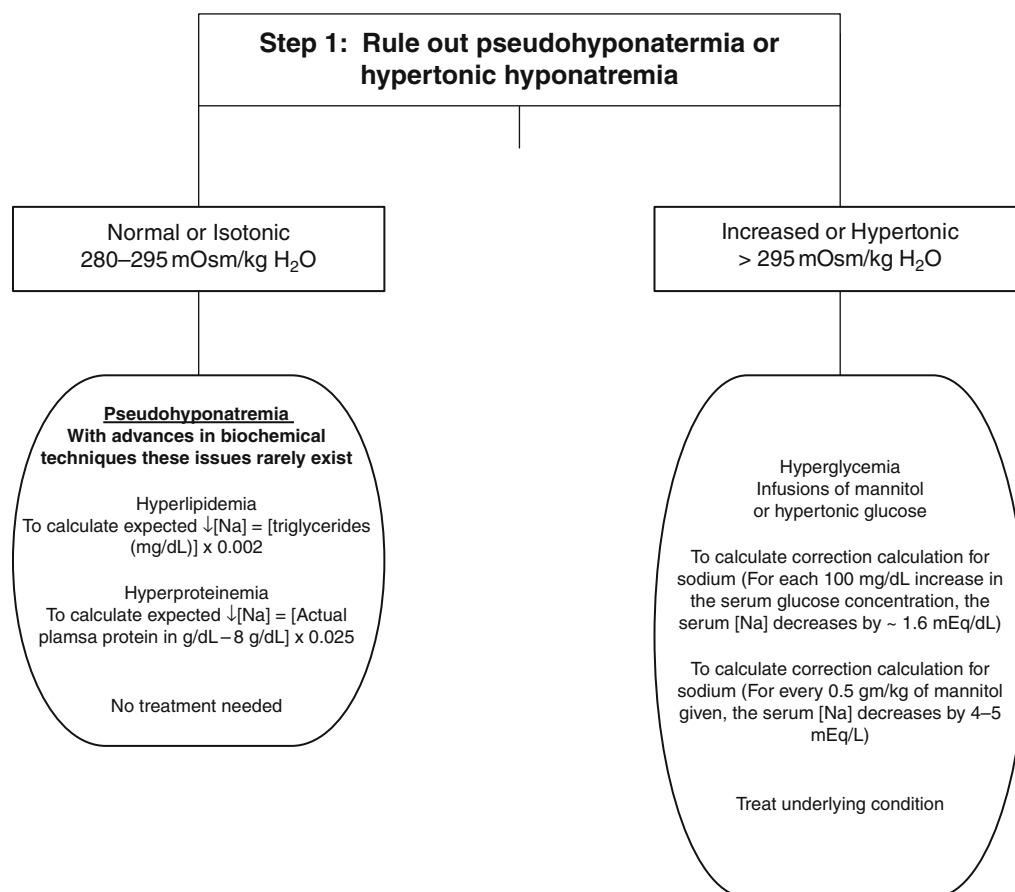 Step 1: Rule out pseudohyponatermia or
hypertonic hyponatremia
Normal or Isotonic
280–295 mOsm/kg H₂O
Increased or Hypertonic
> 295 mOsm/kg H₂O
Pseudohyponatremia
With advances in biochemical
techniques these issues rarely exist
Hyperlipidemia
To calculate expected ↓[Na] = [triglycerides
(mg/dL)] x 0.002
Hyperproteinemia
To calculate expected ↓[Na] = [Actual
plamsa protein in g/dL – 8 g/dL] x 0.025
No treatment needed
Hyperglycemia
Infusions of mannitol
or hypertonic glucose
To calculate correction calculation for
sodium (For each 100 mg/dL increase in
the serum glucose concentration, the
serum [Na] decreases by ~ 1.6 mEq/dL)
To calculate correction calculation for
sodium (For every 0.5 gm/kg of mannitol
given, the serum [Na] decreases by 4–5
mEq/L)
Treat underlying condition